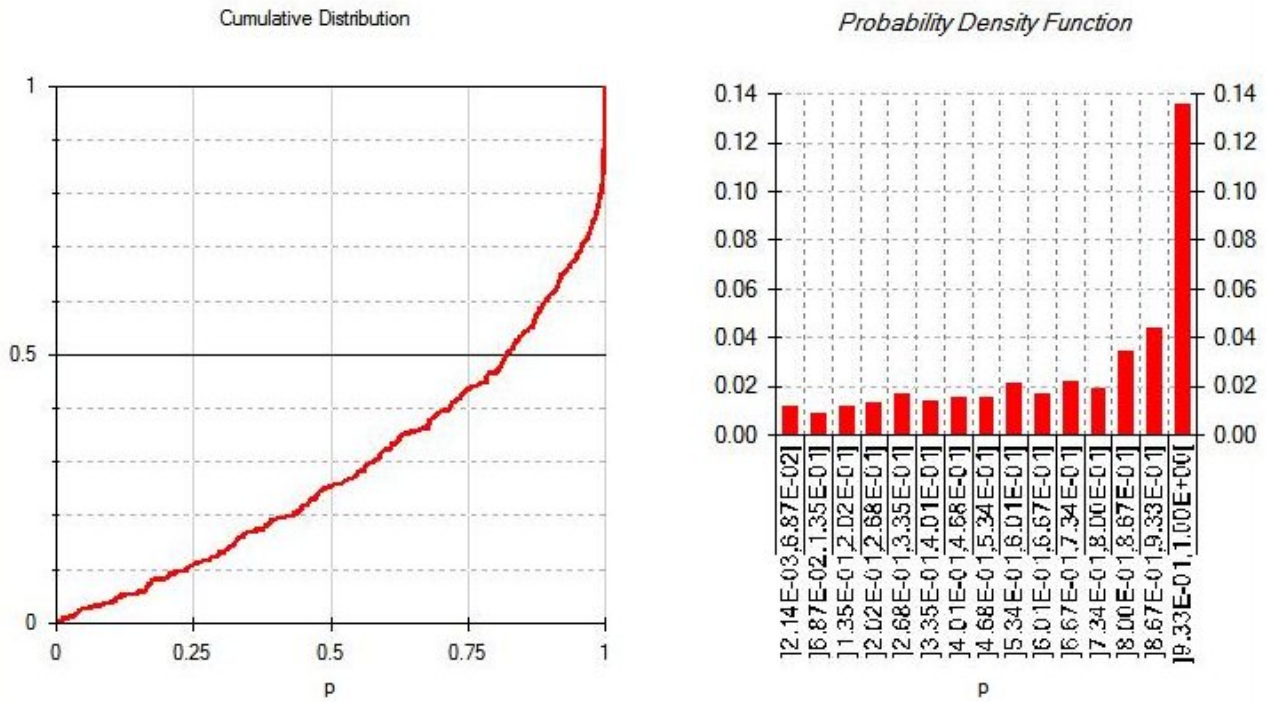 Cumulative Distribution
1
0.5
0
0
0.25
0.5
0.75
1
p
Probability Density Function
0.14
0.12
0.10
0.08
0.06
0.04
0.02
0.00
0.14
0.12
0.10
0.08
0.06
0.04
0.02
0.00
]2.14E-03,6.87E-02]
]6.87E-02,1.35E-01]
]1.35E-01,2.02E-01]
]2.02E-01,2.68E-01]
]2.68E-01,3.35E-01]
]3.35E-01,4.01E-01]
]4.01E-01,4.68E-01]
]4.68E-01,5.34E-01]
]5.34E-01,6.01E-01]
]6.01E-01,6.67E-01]
]6.67E-01,7.34E-01]
]7.34E-01,8.00E-01]
]8.00E-01,8.67E-01]
]8.67E-01,9.33E-01]
]9.33E-01,1.00E+00[
p